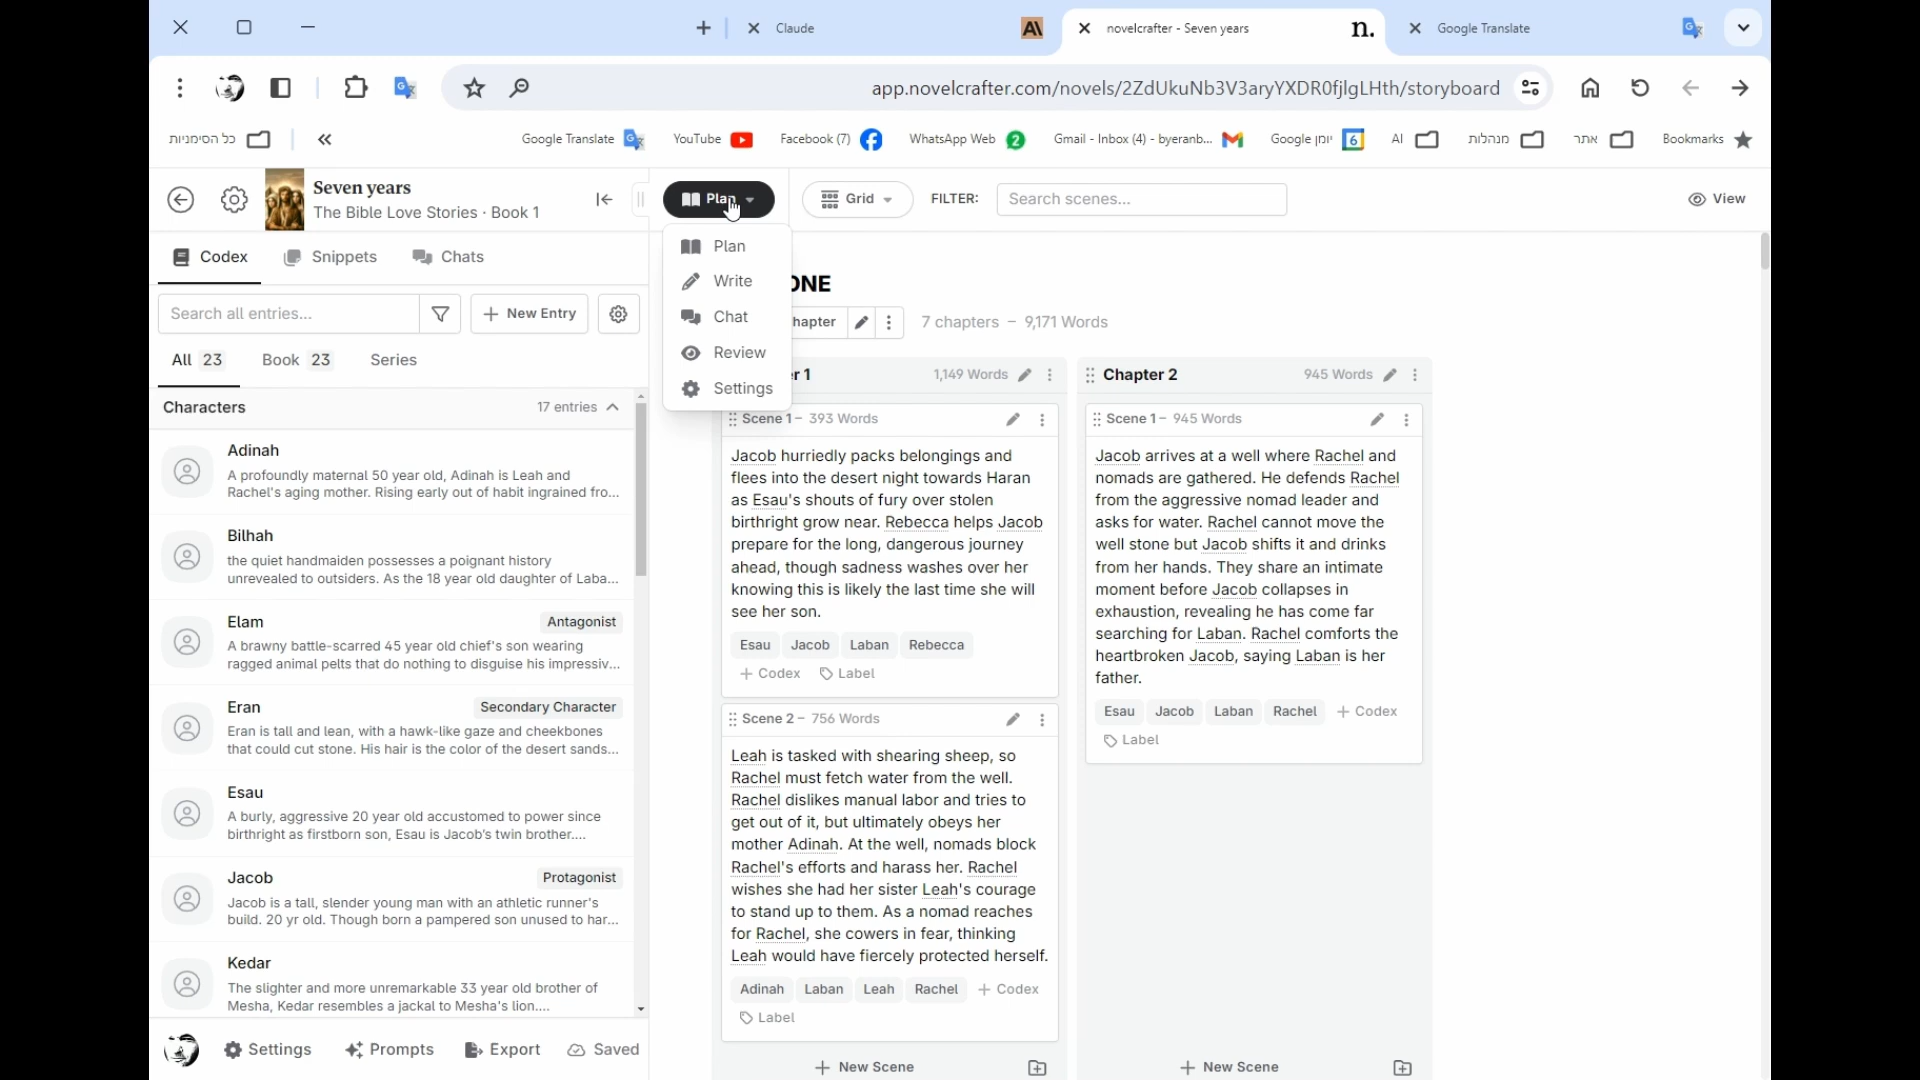 Claude
novelcrafter - Seven years
n.
Google Translate
app.novelcrafter.com/novels/2ZdUkuNb3V3aryYXDR0fjlgLHth/storyboard
כל הסימניות
Google Translate
YouTube
Facebook (7)
WhatsApp Web
2
Gmail - Inbox (4) - byeranb...
יומן Google
6
AI
מנהלות
אתר
Bookmarks
Seven years
The Bible Love Stories · Book 1
Plan
Grid
FILTER:
Search scenes...
View
Codex
Snippets
Chats
Plan
Write
Chat
Review
Settings
ONE
hapter
7 chapters – 9,171 Words
Search all entries...
New Entry
All 23
Book 23
Series
Characters
17 entries
Adinah
A profoundly maternal 50 year old, Adinah is Leah and
Rachel's aging mother. Rising early out of habit ingrained fro...
Bilhah
the quiet handmaiden possesses a poignant history
unrevealed to outsiders. As the 18 year old daughter of Laba...
Elam
Antagonist
A brawny battle-scarred 45 year old chief's son wearing
ragged animal pelts that do nothing to disguise his impressiv...
Eran
Secondary Character
Eran is tall and lean, with a hawk-like gaze and cheekbones
that could cut stone. His hair is the color of the desert sands...
Esau
A burly, aggressive 20 year old accustomed to power since
birthright as firstborn son, Esau is Jacob's twin brother....
Jacob
Protagonist
Jacob is a tall, slender young man with an athletic runner's
build. 20 yr old. Though born a pampered son unused to har...
Kedar
The slighter and more unremarkable 33 year old brother of
Mesha, Kedar resembles a jackal to Mesha's lion....
Settings
Prompts
Export
Saved
r 1
1,149 Words
Scene 1 – 393 Words
Jacob hurriedly packs belongings and
flees into the desert night towards Haran
as Esau's shouts of fury over stolen
birthright grow near. Rebecca helps Jacob
prepare for the long, dangerous journey
ahead, though sadness washes over her
knowing this is likely the last time she will
see her son.
Esau
Jacob
Laban
Rebecca
Codex
Label
Scene 2 – 756 Words
Leah is tasked with shearing sheep, so
Rachel must fetch water from the well.
Rachel dislikes manual labor and tries to
get out of it, but ultimately obeys her
mother Adinah. At the well, nomads block
Rachel's efforts and harass her. Rachel
wishes she had her sister Leah's courage
to stand up to them. As a nomad reaches
for Rachel, she cowers in fear, thinking
Leah would have fiercely protected herself.
Adinah
Laban
Leah
Rachel
Codex
Label
New Scene
Chapter 2
945 Words
Scene 1 – 945 Words
Jacob arrives at a well where Rachel and
nomads are gathered. He defends Rachel
from the aggressive nomad leader and
asks for water. Rachel cannot move the
well stone but Jacob shifts it and drinks
from her hands. They share an intimate
moment before Jacob collapses in
exhaustion, revealing he has come far
searching for Laban. Rachel comforts the
heartbroken Jacob, saying Laban is her
father.
Esau
Jacob
Laban
Rachel
Codex
Label
New Scene